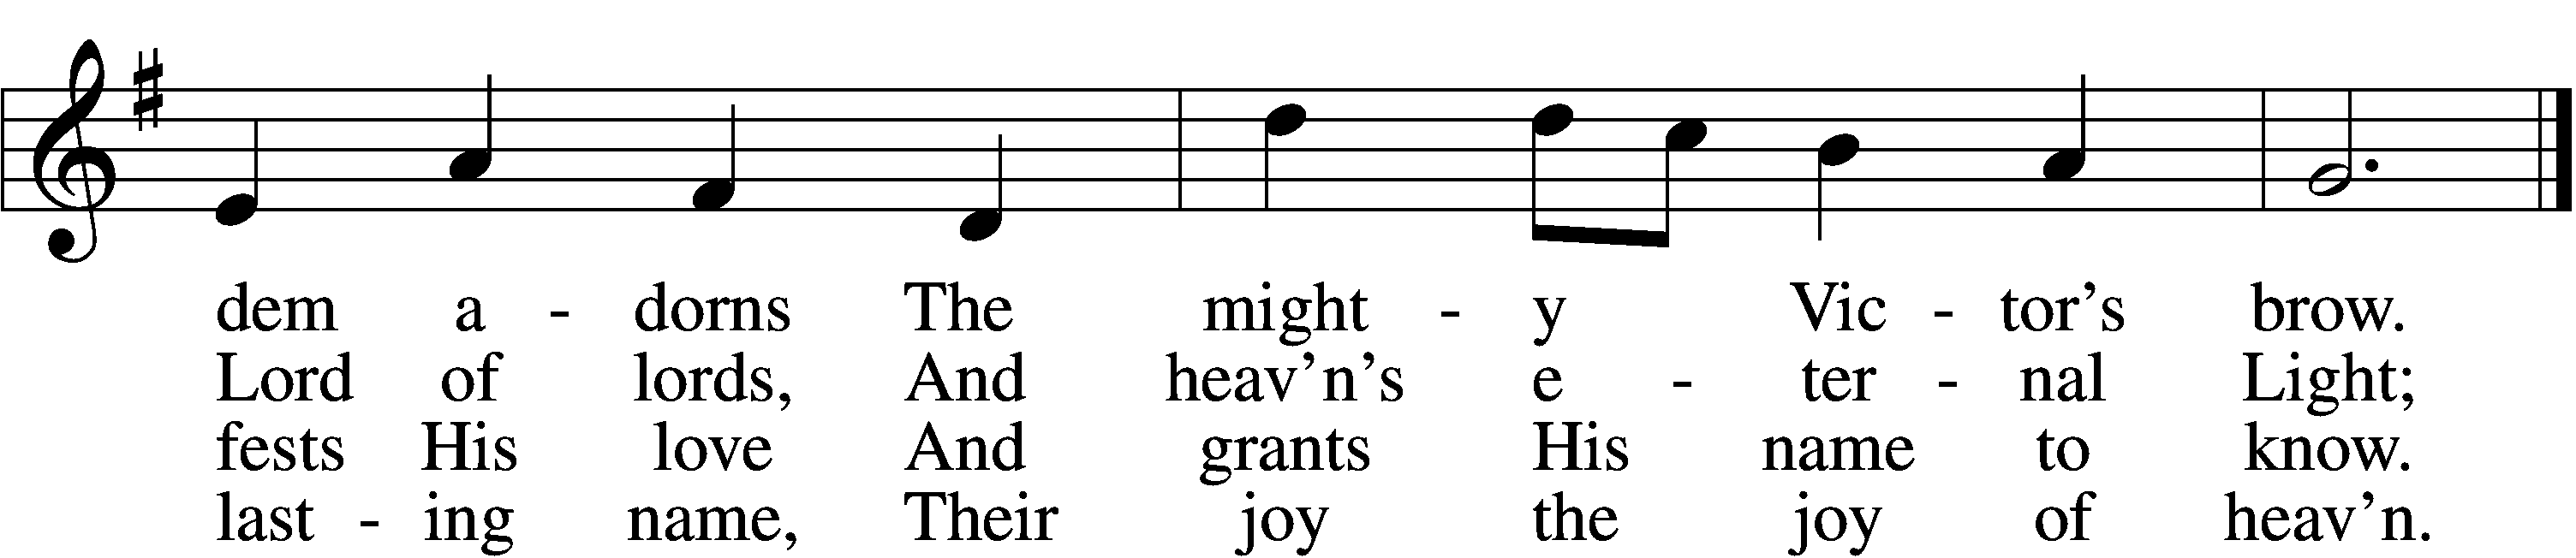 dem a - dorns The might - y Vic - tor’s brow.
Lord of lords, And heav’n’s e - ter - nal Light;
fests His love And grants His name to know.
last - ing name, Their joy the joy of heav’n.